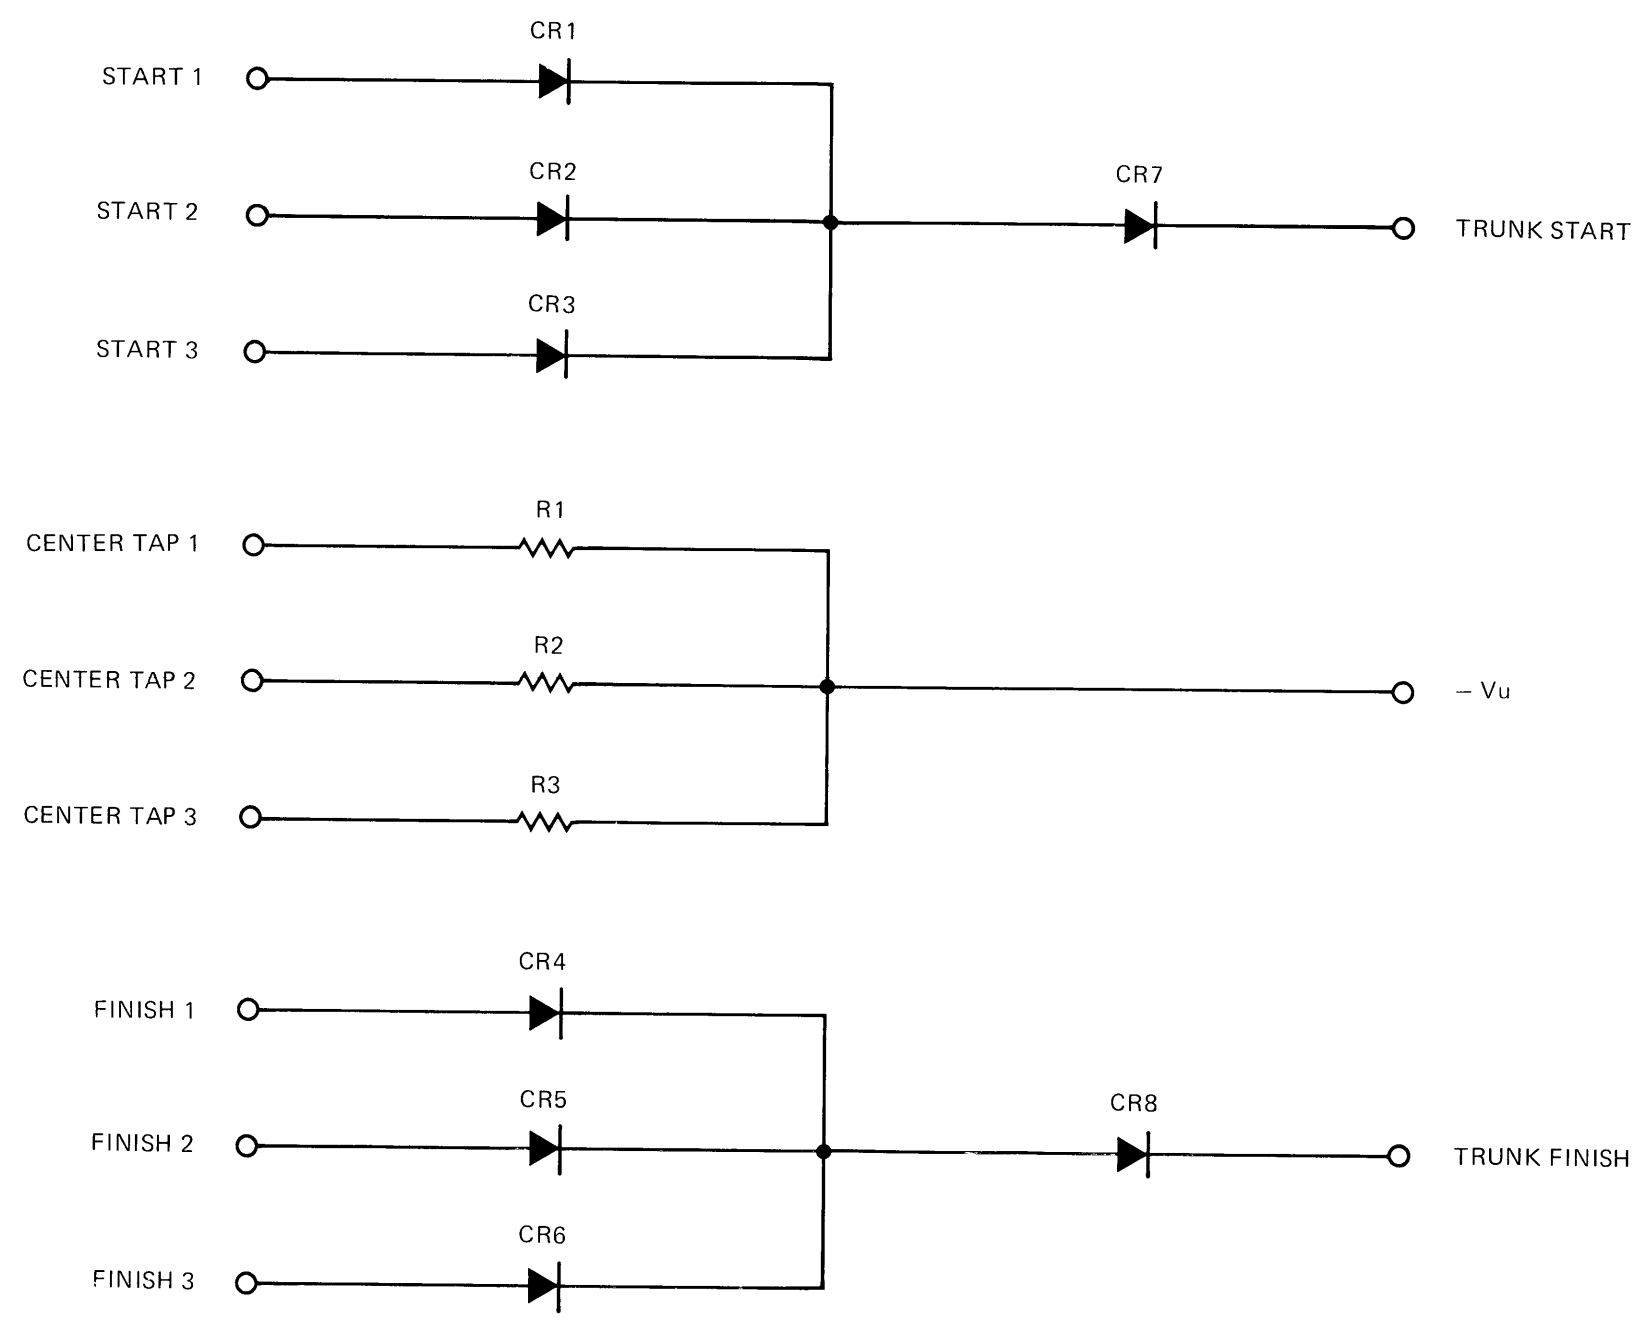 CR1
START 1
CR2
START 2
CR7
TRUNK START
CR3
START 3
R1
CENTER TAP 1
R2
CENTER TAP 2
– Vu
R3
CENTER TAP 3
CR4
FINISH 1
CR5
FINISH 2
CR8
TRUNK FINISH
CR6
FINISH 3